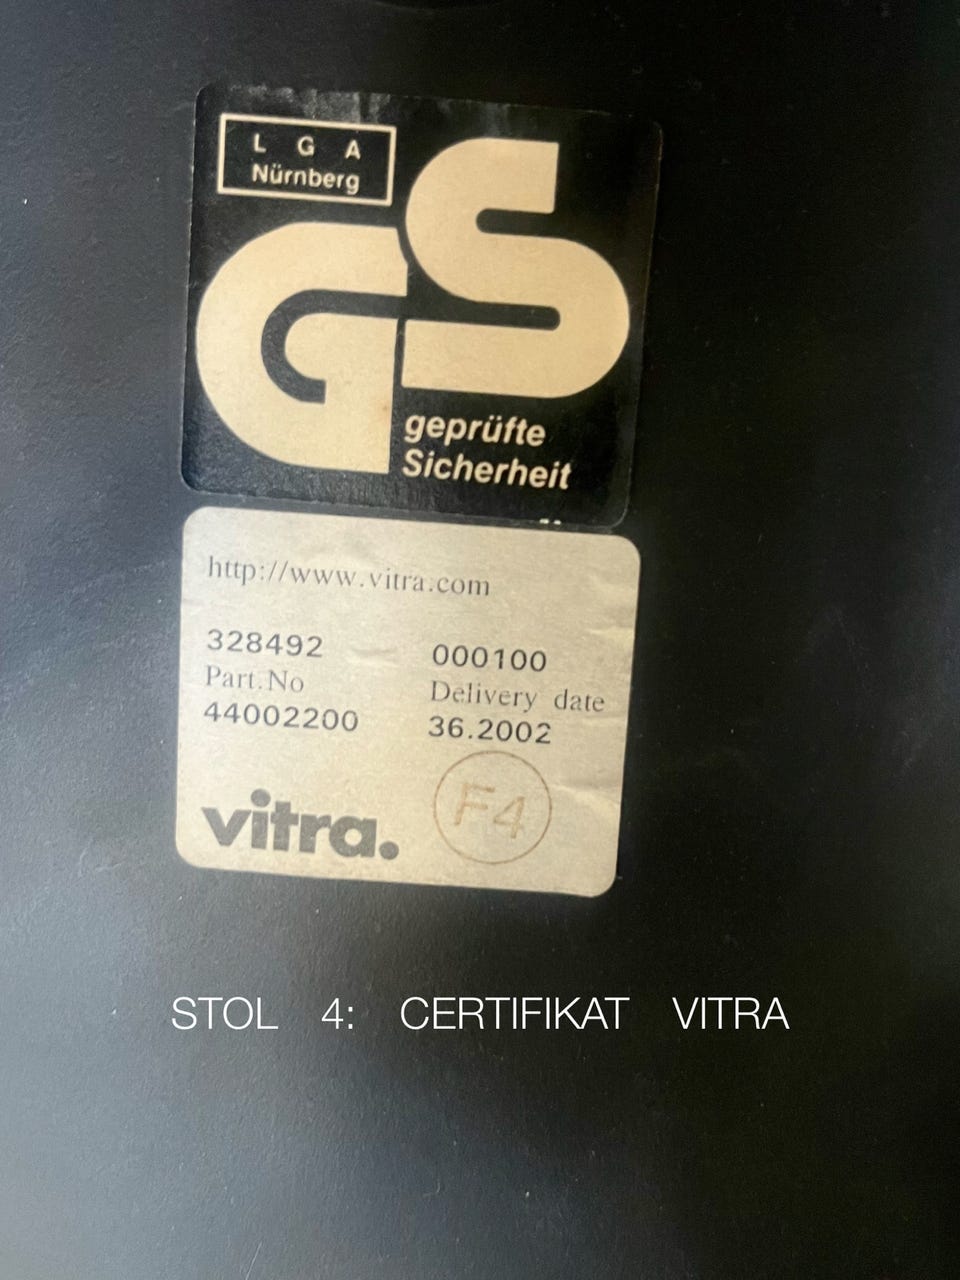 L G A
Nürnberg
GS
geprüfte
Sicherheit
http://www.vitra.com
328492 000100
Part.No Delivery date
44002200 36.2002
F4
vitra.
STOL 4: CERTIFIKAT VITRA